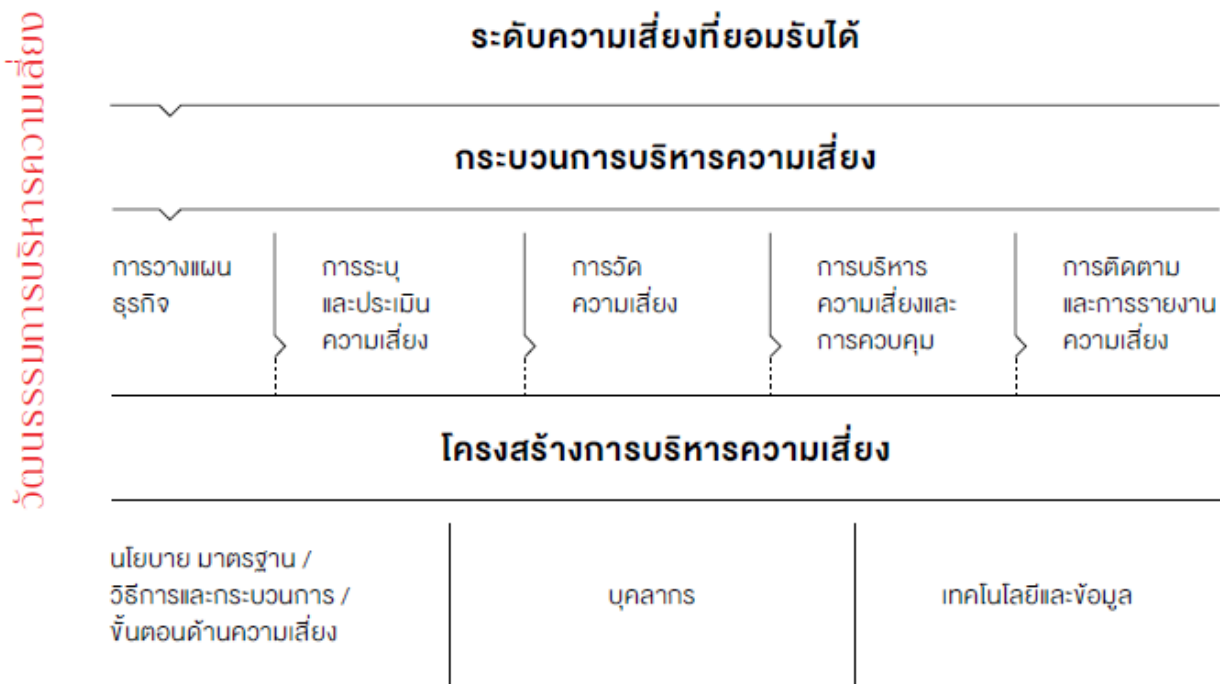 วัฒนธรรมการบริหารความเสี่ยง
ระดับความเสี่ยงที่ยอมรับได้
กระบวนการบริหารความเสี่ยง
การวางแผน
ธุรกิจ
การระบุ
และประเมิน
ความเสี่ยง
การวัด
ความเสี่ยง
การบริหาร
ความเสี่ยงและ
การควบคุม
การติดตาม
และการรายงาน
ความเสี่ยง
โครงสร้างการบริหารความเสี่ยง
นโยบาย มาตรฐาน /
วิธีการและกระบวนการ /
ขั้นตอนด้านความเสี่ยง
บุคลากร
เทคโนโลยีและข้อมูล